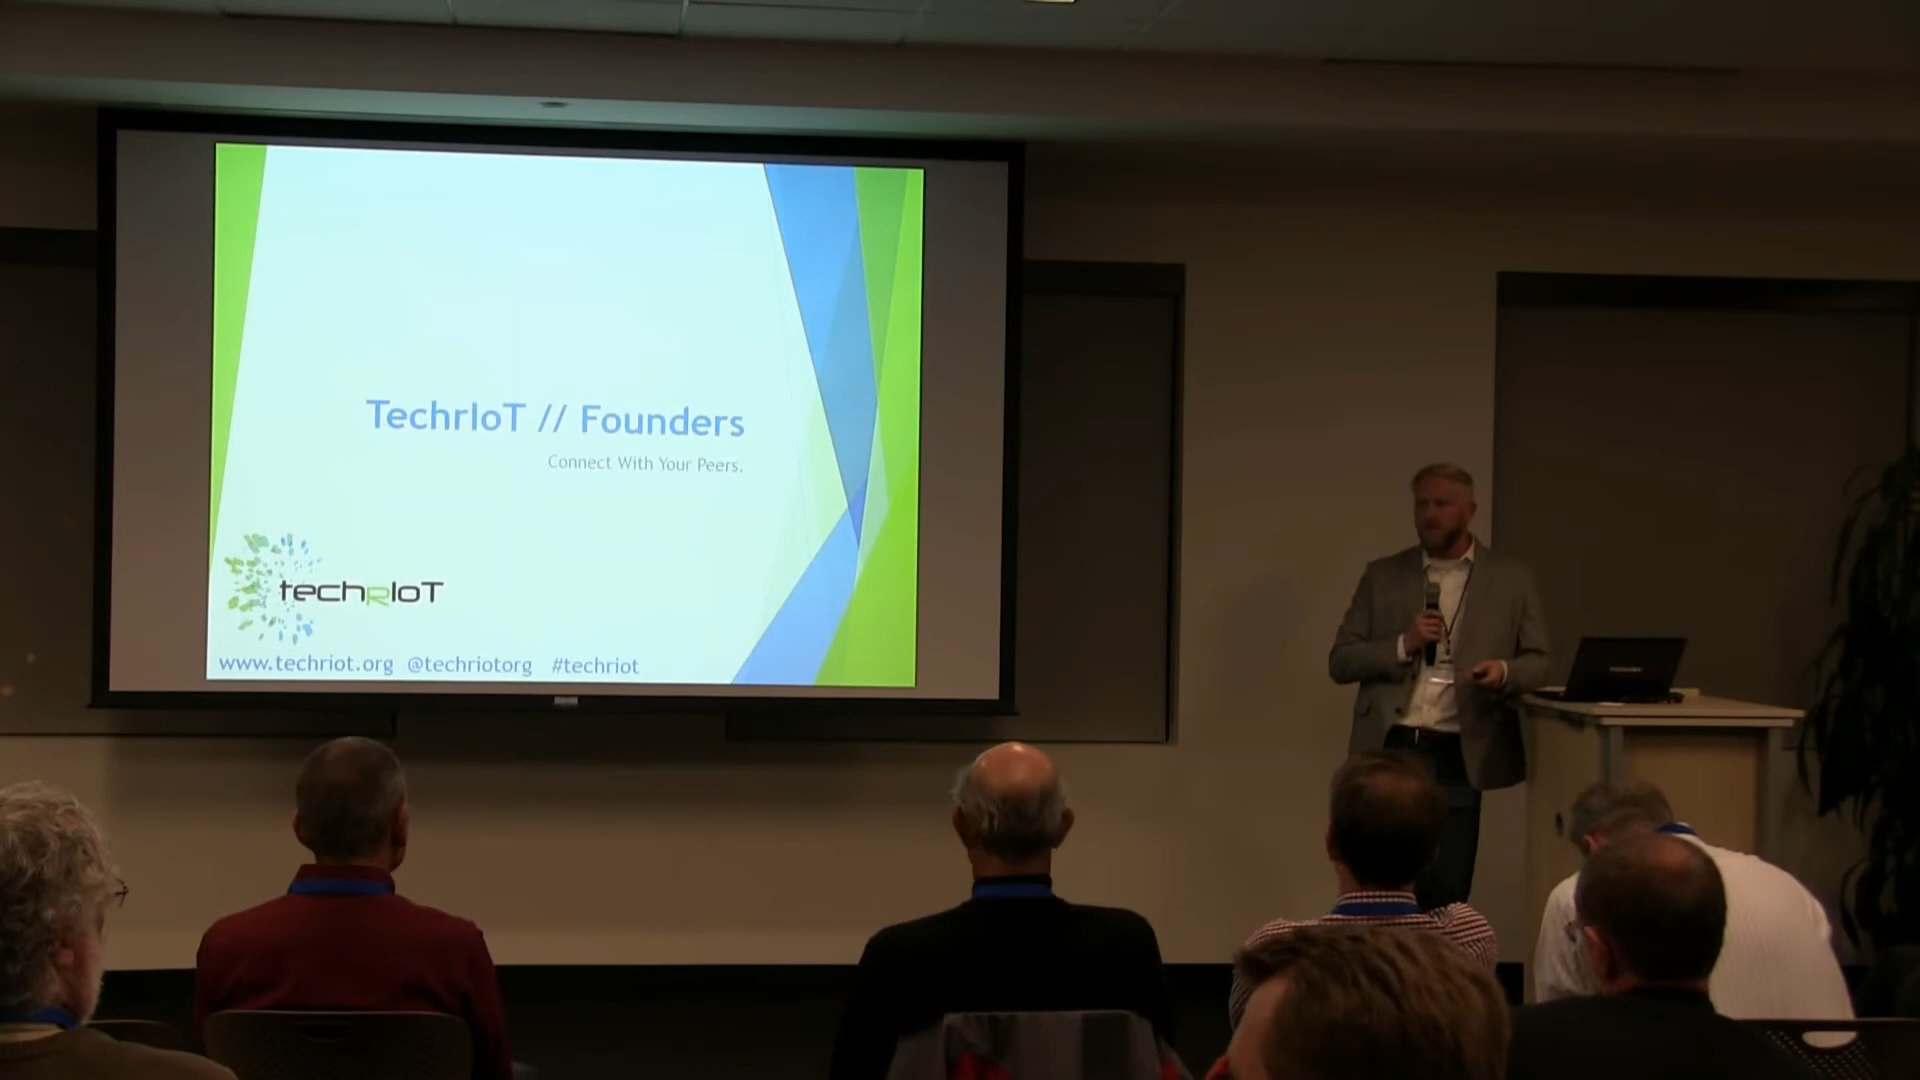 TechrIoT // Founders
Connect With Your Peers.
techRIoT
www.techriot.org @techriotorg #techriot